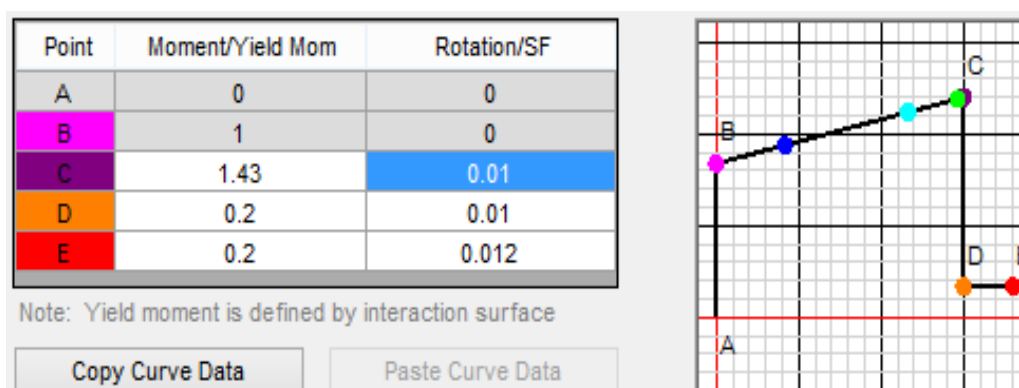 Point Moment/Yield Mom Rotation/SF
A 0 0
B 1 0
C 1.43 0.01
D 0.2 0.01
E 0.2 0.012
Note: Yield moment is defined by interaction surface
Copy Curve Data Paste Curve Data
C
B
D
A